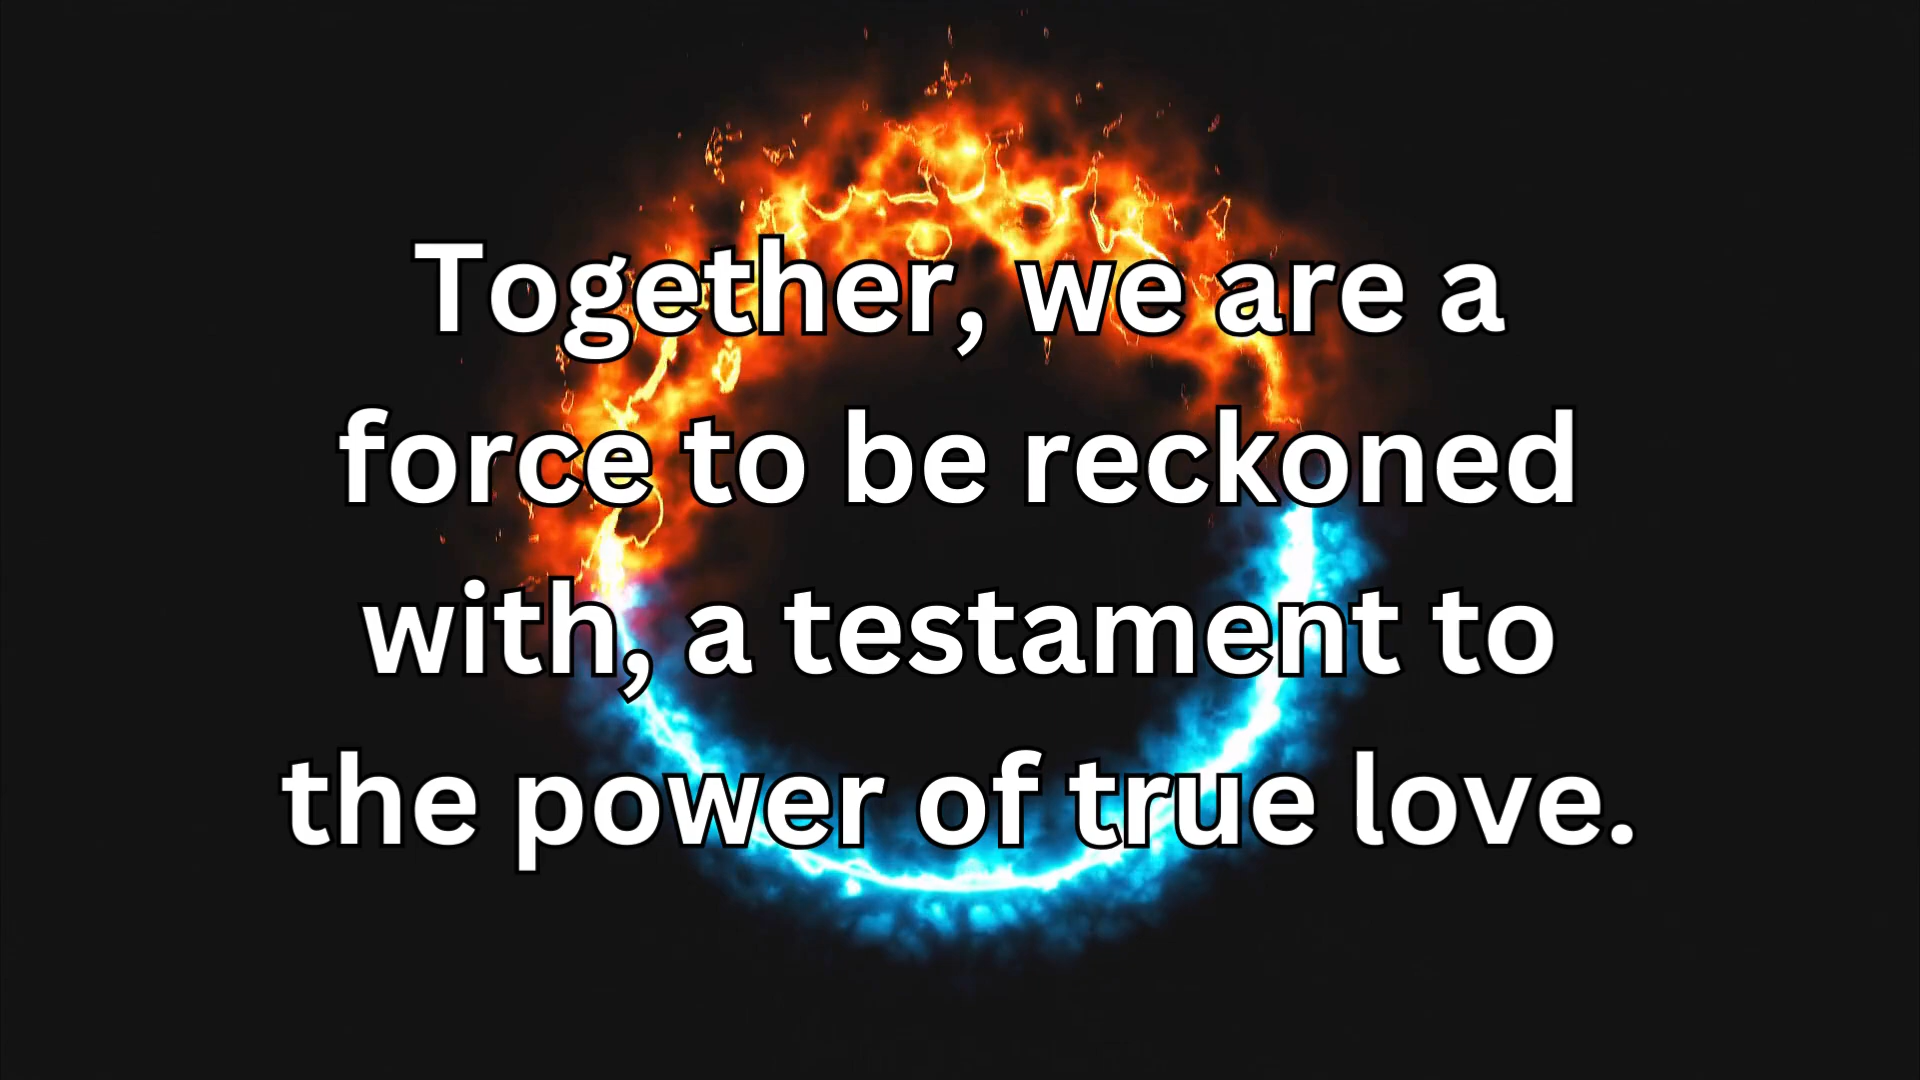 Together, we are a
force to be reckoned
with, a testament to
the power of true love.